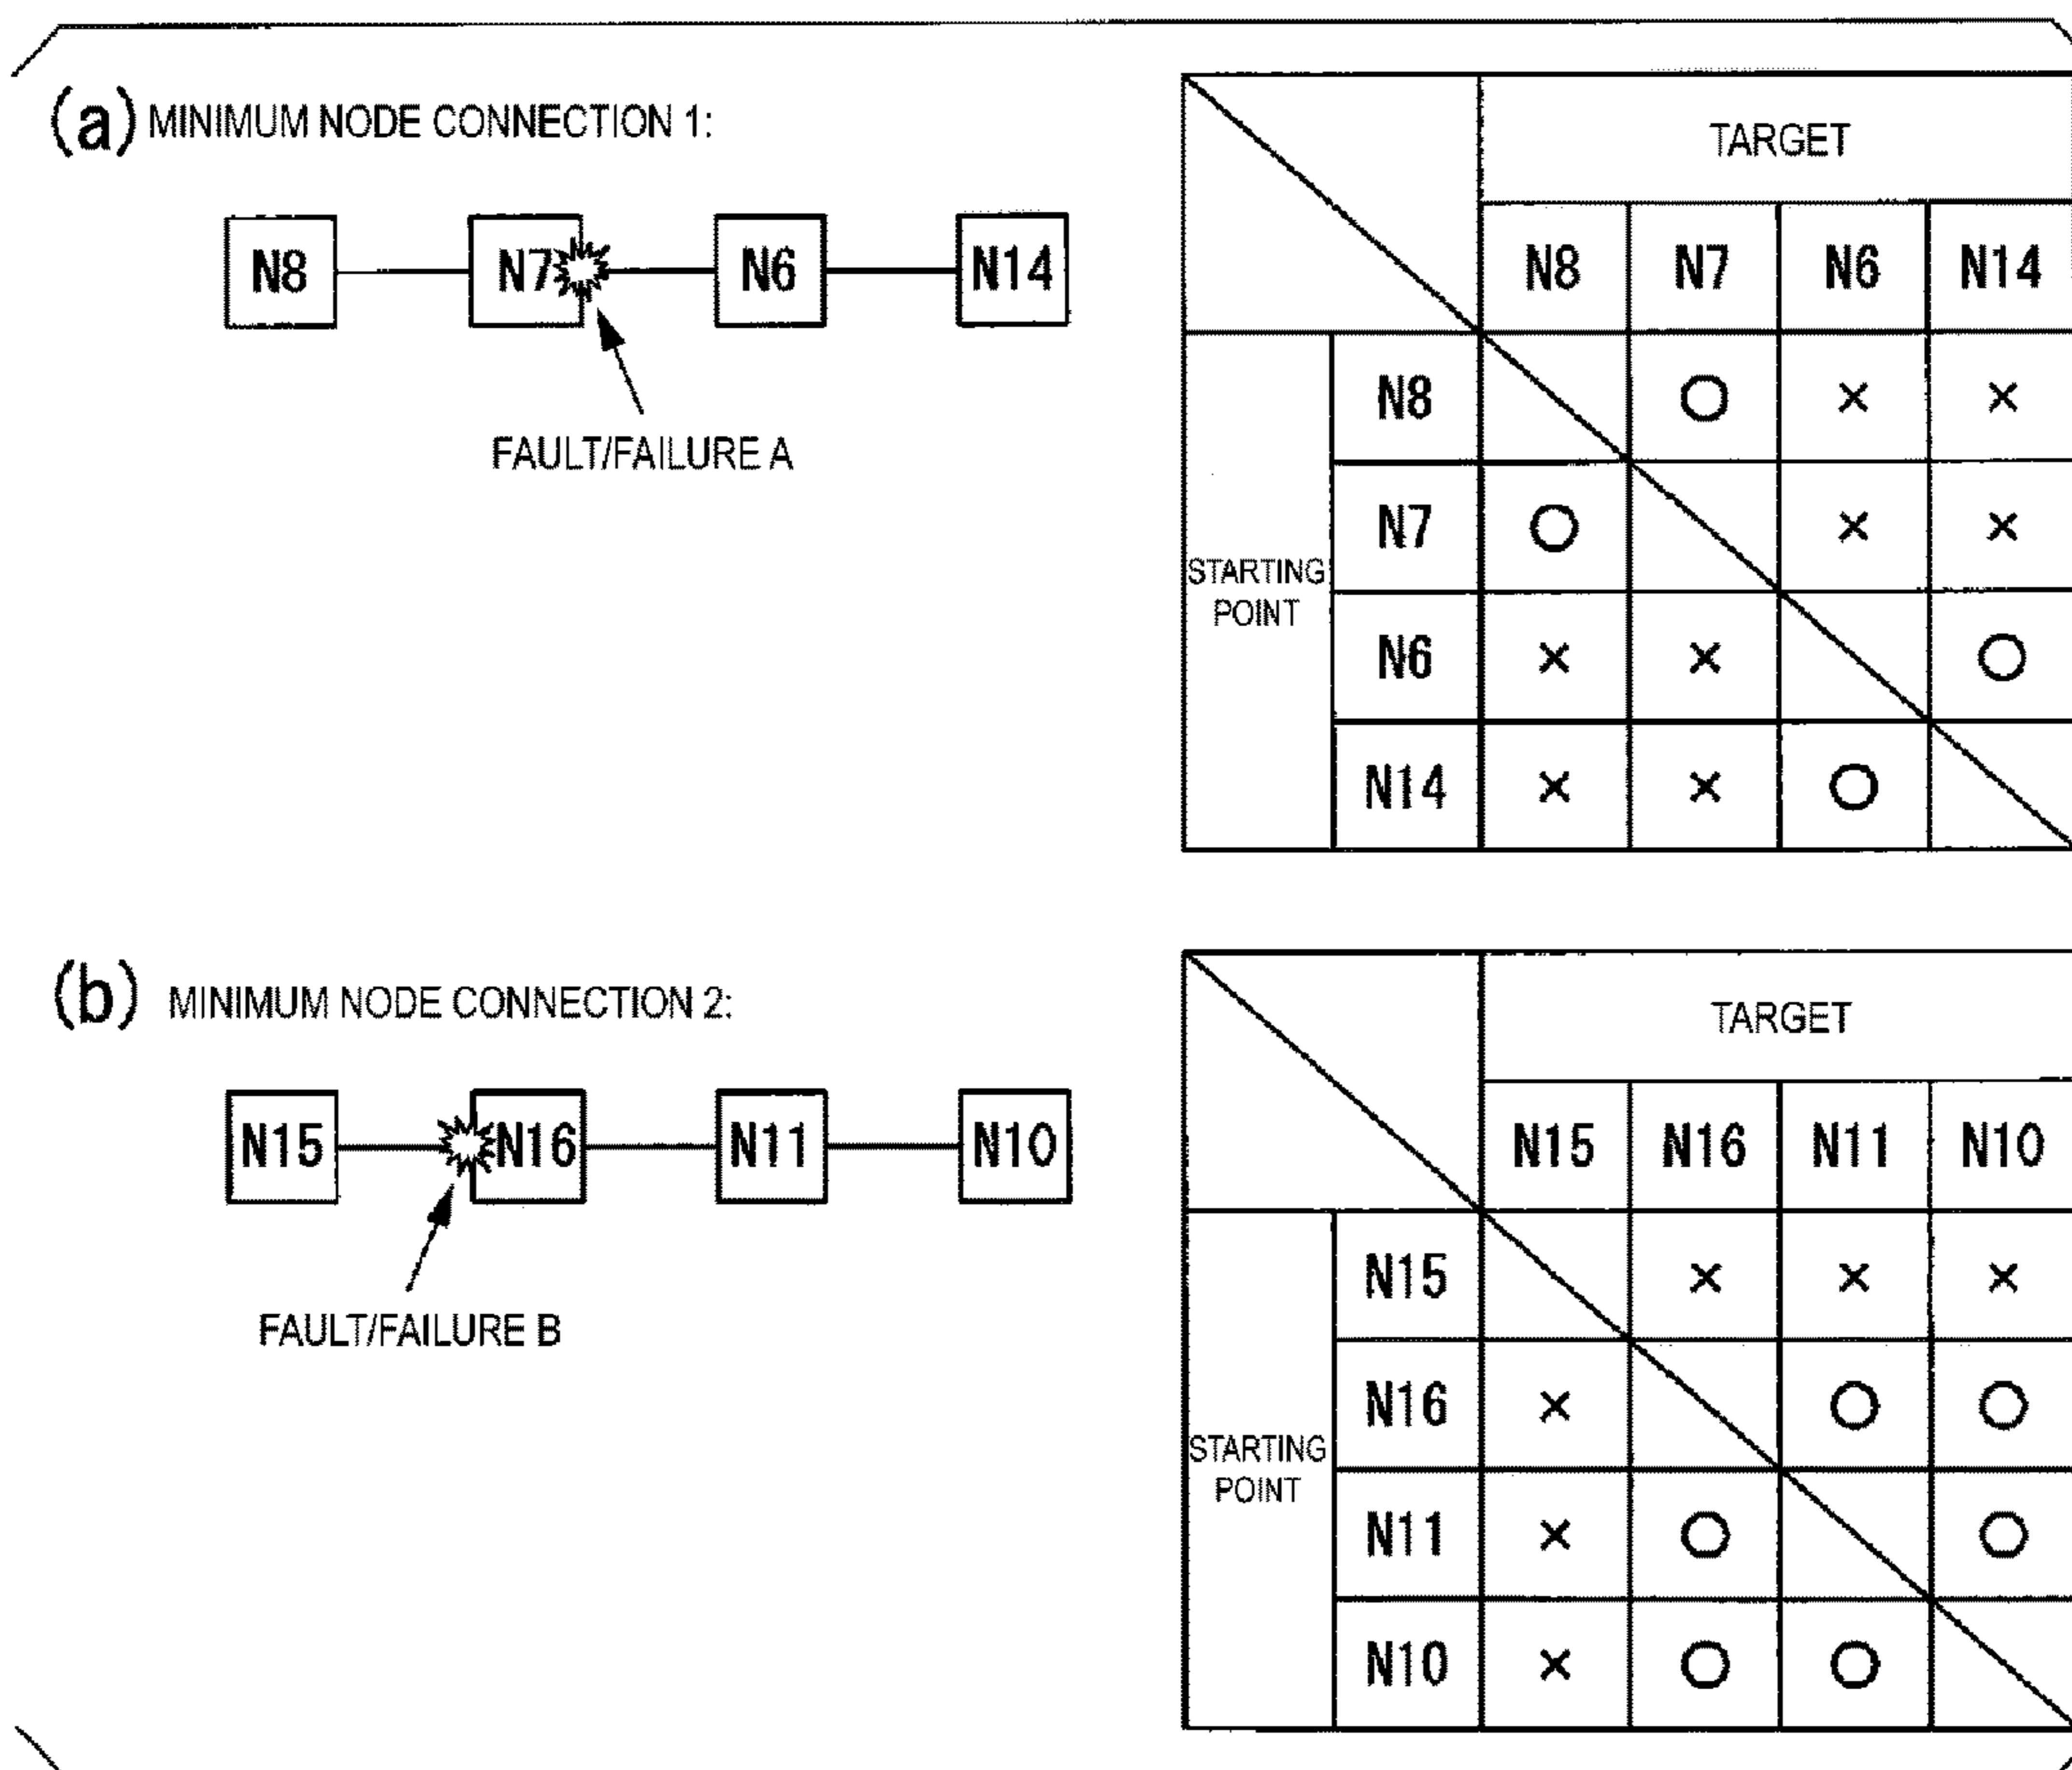 (a) MINIMUM NODE CONNECTION 1:
N8 N7 N6 N14
FAULT/FAILURE A
TARGET
N8 N7 N6 N14
STARTING
POINT
N8 ○ × ×
N7 ○ × ×
N6 × × ○
N14 × × ○
(b) MINIMUM NODE CONNECTION 2:
N15 N16 N11 N10
FAULT/FAILURE B
TARGET
N15 N16 N11 N10
STARTING
POINT
N15 × × ×
N16 × ○ ○
N11 × ○ ○
N10 × ○ ○